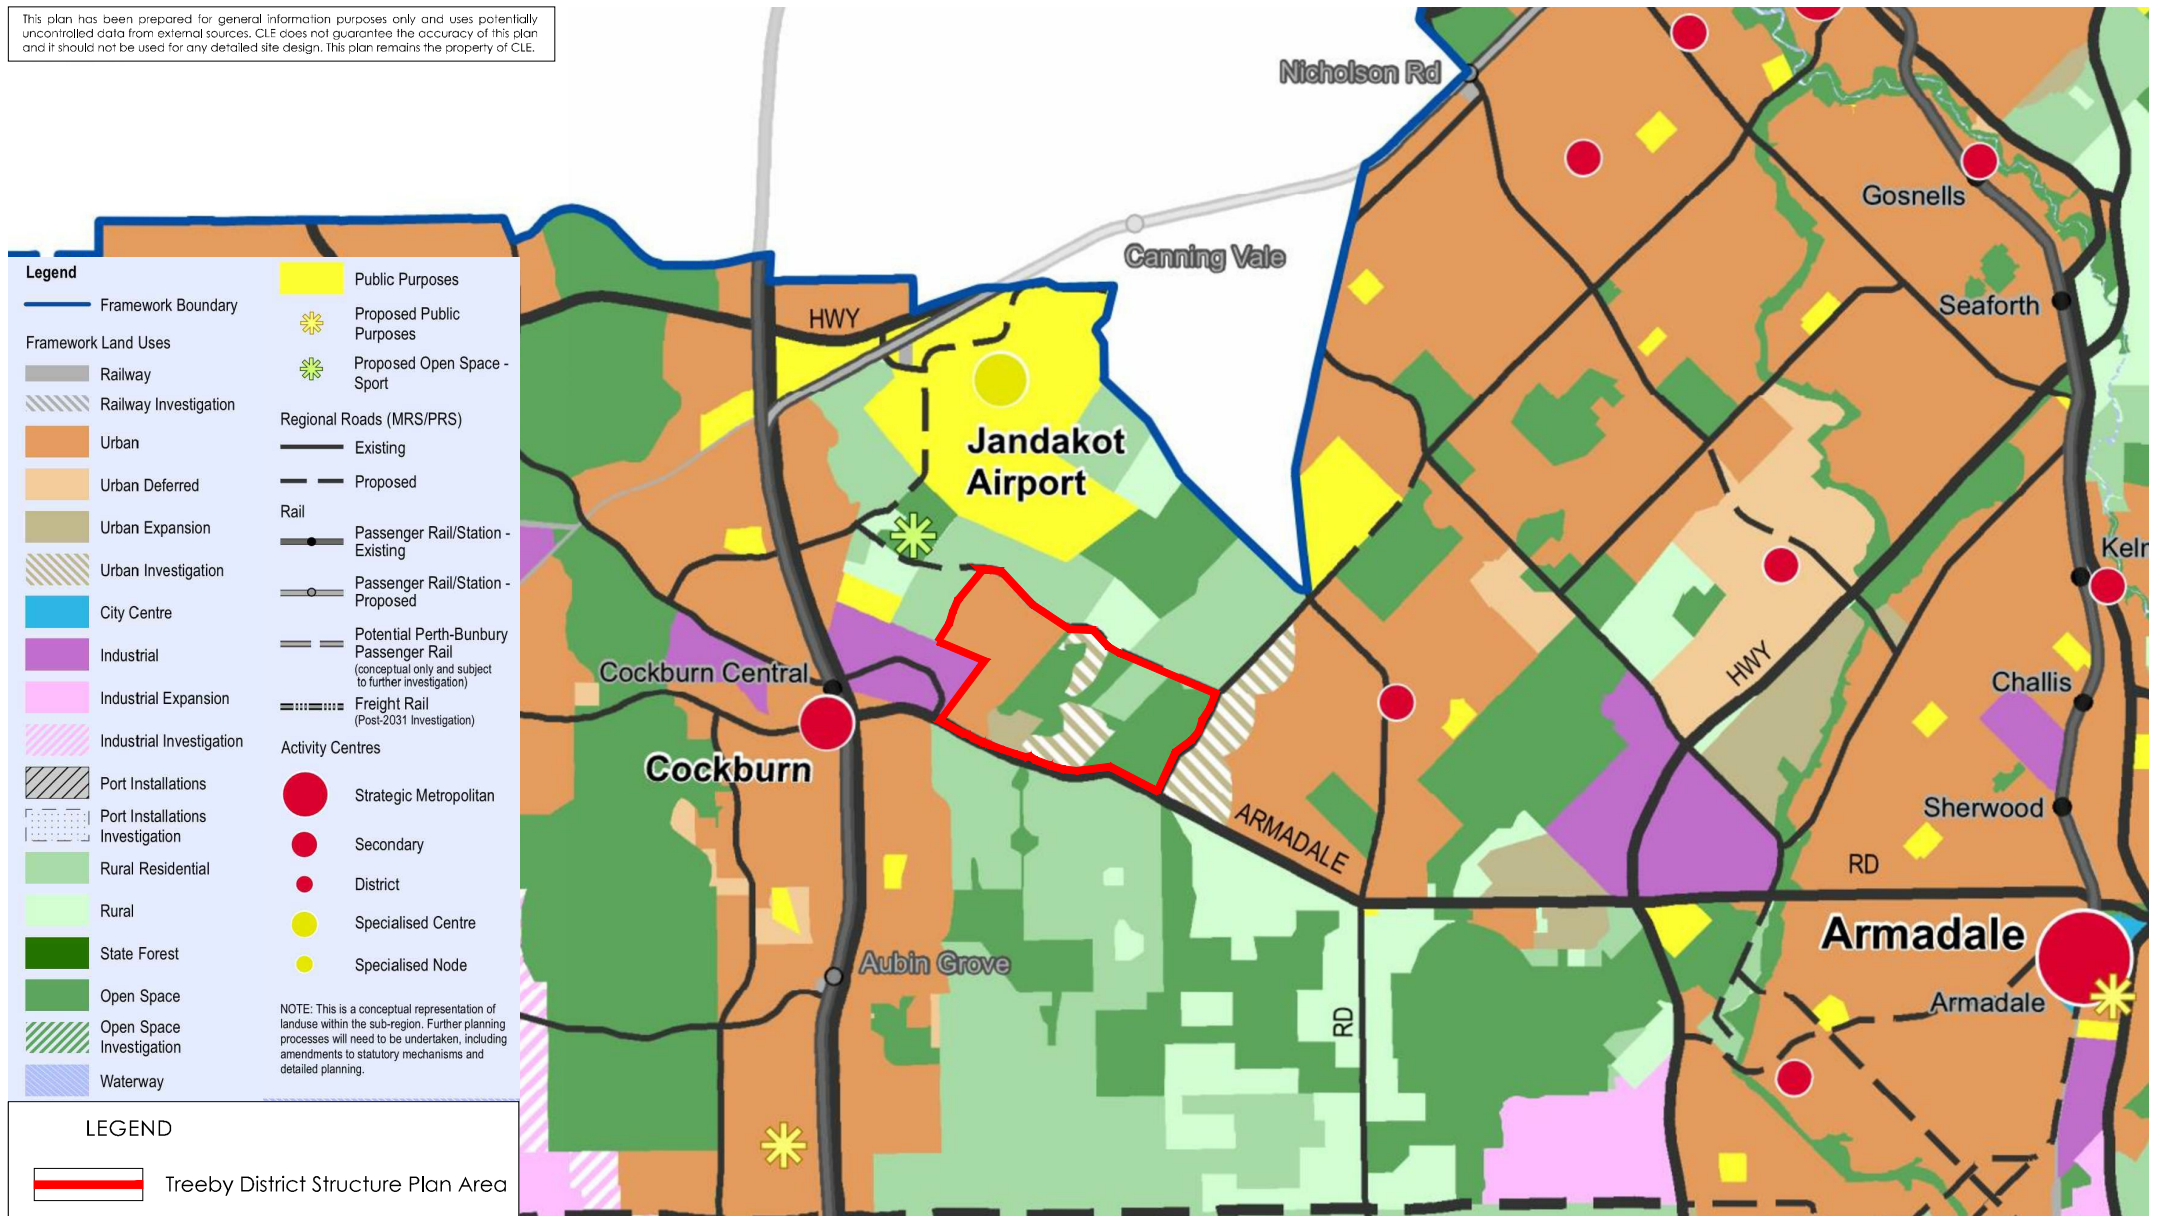 This plan has been prepared for general information purposes only and uses potentially
uncontrolled data from external sources. CLE does not guarantee the accuracy of this plan
and it should not be used for any detailed site design. This plan remains the property of CLE.
Nicholson Rd
Gosnells
Canning Vale
Seaforth
HWY
Jandakot
Airport
Keln
HWY
Cockburn Central
Challis
Cockburn
Sherwood
ARMADALE
RD
Armadale
Aubin Grove
Armadale
RD
Legend
Framework Boundary
Framework Land Uses
Railway
Railway Investigation
Urban
Urban Deferred
Urban Expansion
Urban Investigation
City Centre
Industrial
Industrial Expansion
Industrial Investigation
Port Installations
Port Installations
Investigation
Rural Residential
Rural
State Forest
Open Space
Open Space
Investigation
Waterway
Public Purposes
Proposed Public
Purposes
Proposed Open Space -
Sport
Regional Roads (MRS/PRS)
Existing
Proposed
Rail
Passenger Rail/Station -
Existing
Passenger Rail/Station -
Proposed
Potential Perth-Bunbury
Passenger Rail
(conceptual only and subject
to further investigation)
Freight Rail
(Post-2031 Investigation)
Activity Centres
Strategic Metropolitan
Secondary
District
Specialised Centre
Specialised Node
NOTE: This is a conceptual representation of
landuse within the sub-region. Further planning
processes will need to be undertaken, including
amendments to statutory mechanisms and
detailed planning.
LEGEND
Treeby District Structure Plan Area